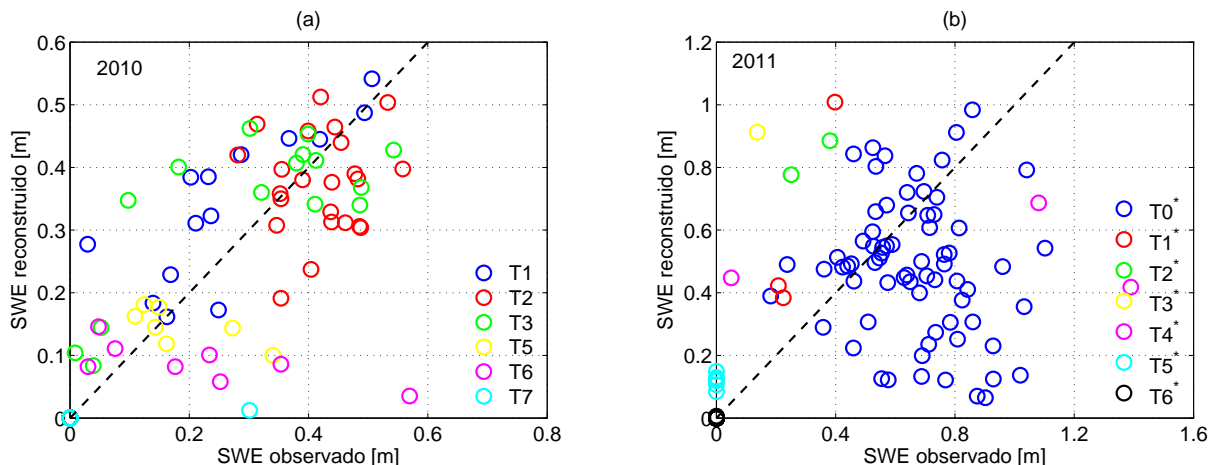 (a)
2010
SWE reconstruido [m]
0.6
0.5
0.4
0.3
0.2
0.1
0
0
0.2
0.4
0.6
0.8
SWE observado [m]
T1
T2
T3
T5
T6
T7
(b)
2011
SWE reconstruido [m]
1.2
1
0.8
0.6
0.4
0.2
0
0
0.4
0.8
1.2
1.6
SWE observado [m]
T0*
T1*
T2*
T3*
T4*
T5*
T6*